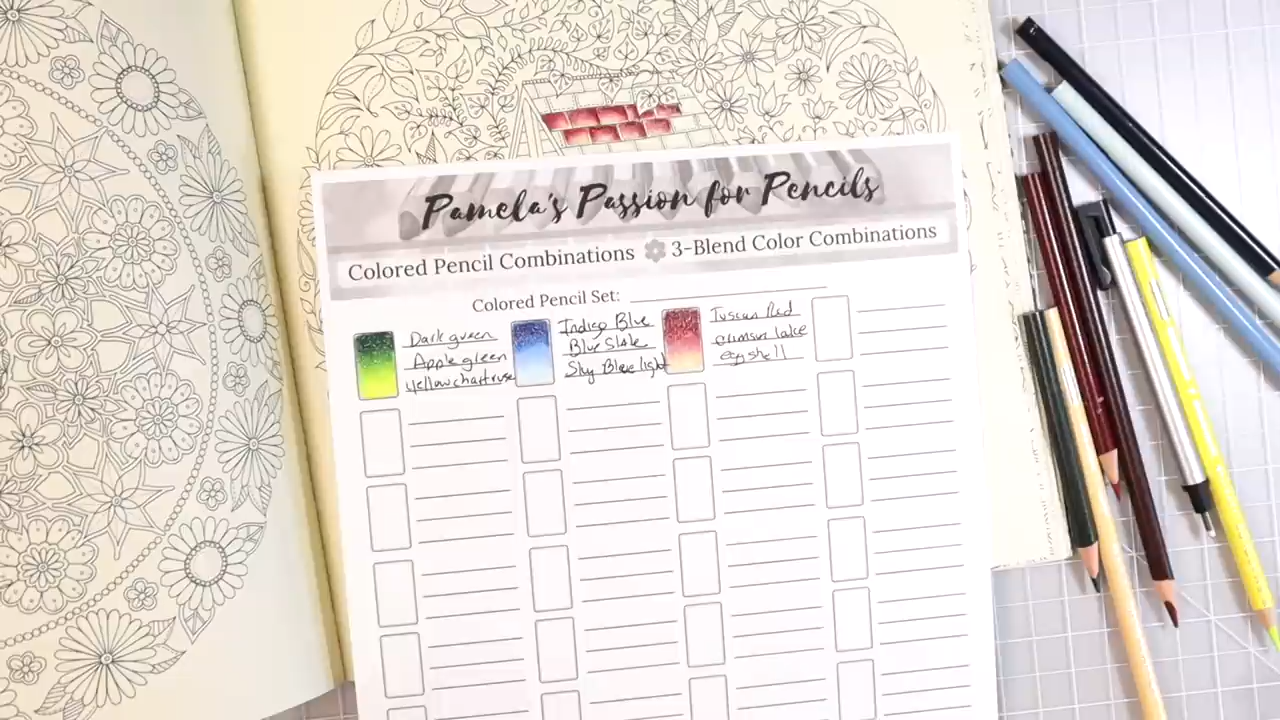 Pamela's Passion for Pencils
Colored Pencil Combinations 3-Blend Color Combinations
Colored Pencil Set:
Dark green
Apple green
Yellow chartruse
Indigo Blue
Blue Slate
Sky Blue light
Tuscan Red
crimson lake
eggshell